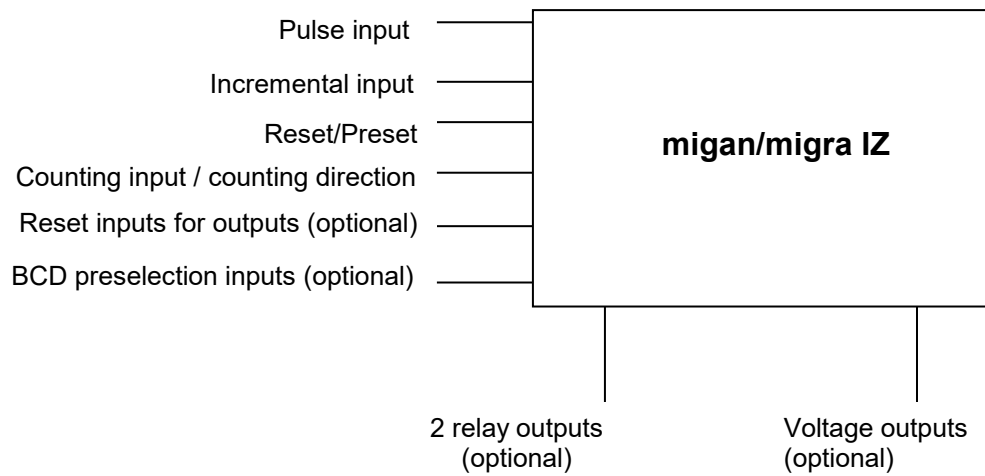 Pulse input
Incremental input
Reset/Preset
migan/migra IZ
Counting input / counting direction
Reset inputs for outputs (optional)
BCD preselection inputs (optional)
2 relay outputs
(optional)
Voltage outputs
(optional)